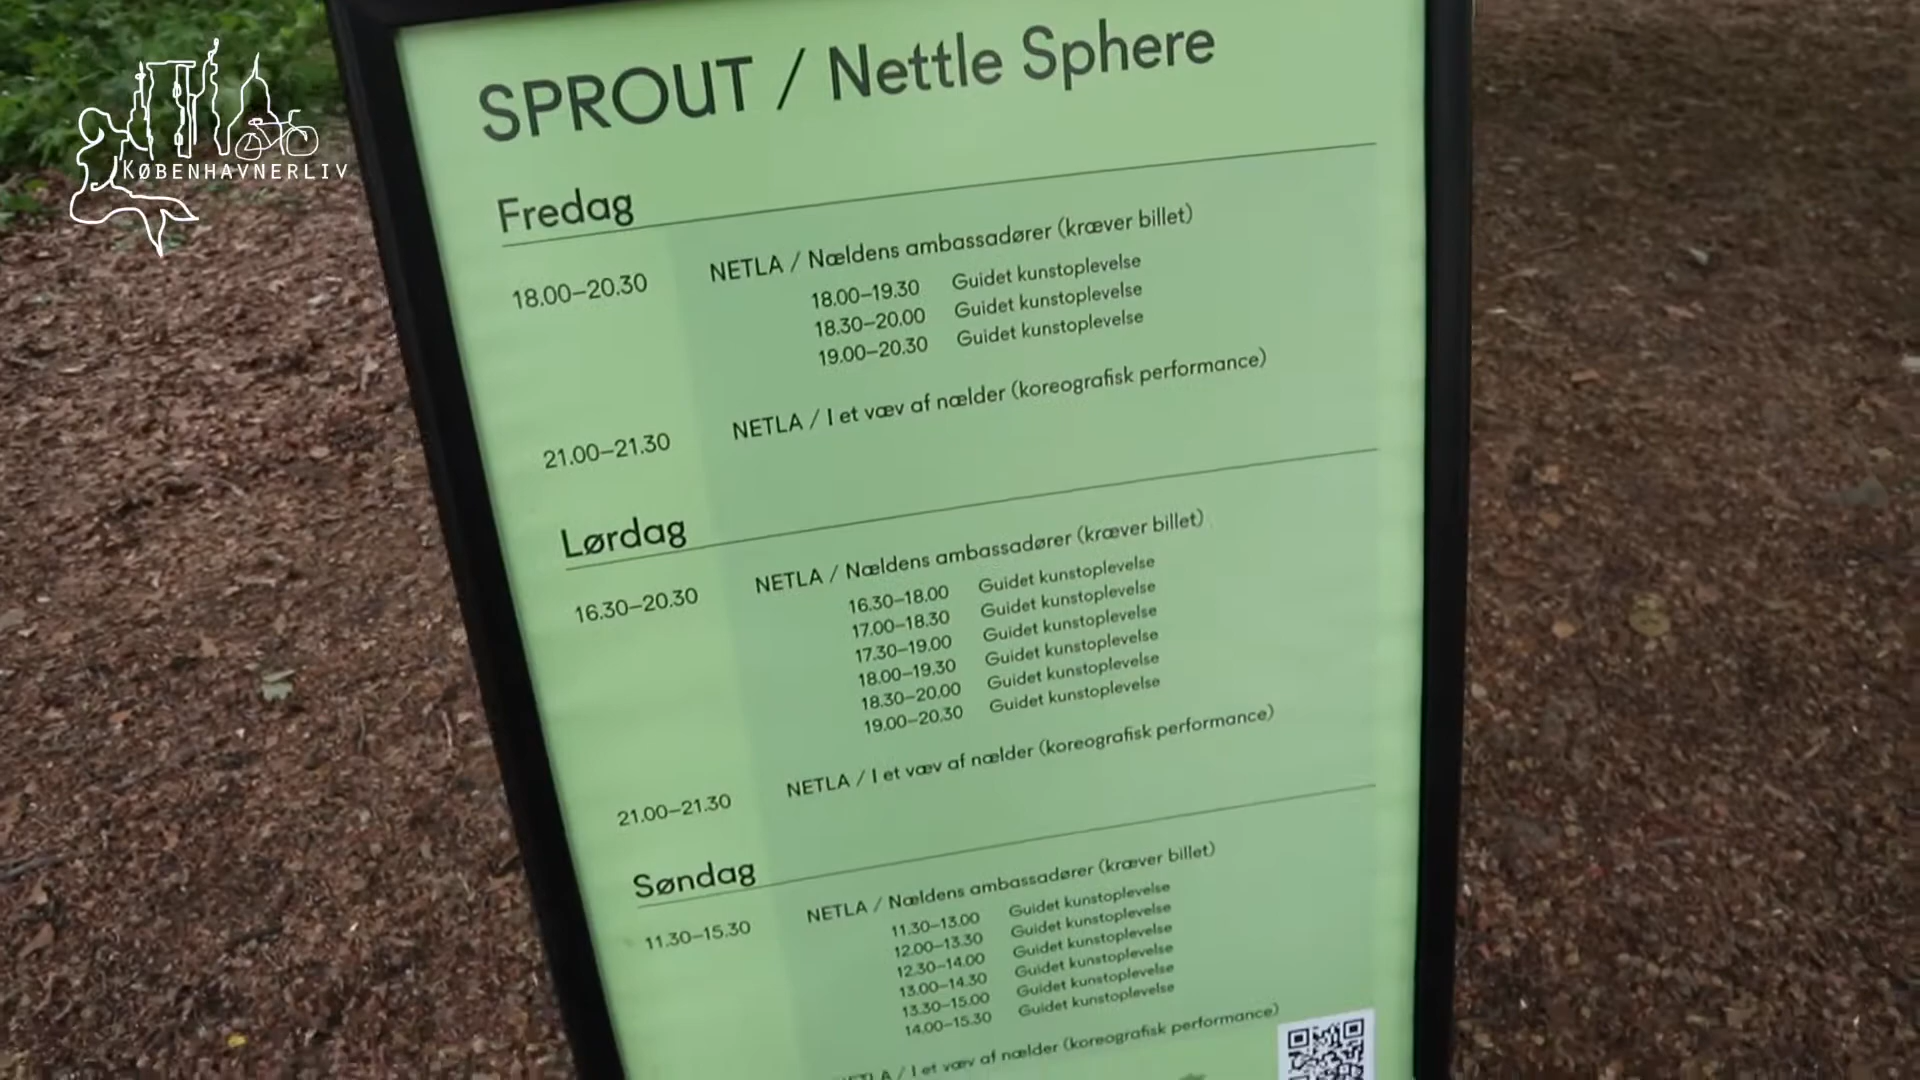 KØBENHAVNERLIV
SPROUT / Nettle Sphere
Fredag
18.00–20.30 NETLA / Nældens ambassadører (kræver billet)
18.00–19.30 Guidet kunstoplevelse
18.30–20.00 Guidet kunstoplevelse
19.00–20.30 Guidet kunstoplevelse
21.00–21.30 NETLA / I et væv af nælder (koreografisk performance)
Lørdag
16.30–20.30 NETLA / Nældens ambassadører (kræver billet)
16.30–18.00 Guidet kunstoplevelse
17.00–18.30 Guidet kunstoplevelse
17.30–19.00 Guidet kunstoplevelse
18.00–19.30 Guidet kunstoplevelse
18.30–20.00 Guidet kunstoplevelse
19.00–20.30 Guidet kunstoplevelse
21.00–21.30 NETLA / I et væv af nælder (koreografisk performance)
Søndag
11.30–15.30 NETLA / Nældens ambassadører (kræver billet)
11.30–13.00 Guidet kunstoplevelse
12.00–13.30 Guidet kunstoplevelse
12.30–14.00 Guidet kunstoplevelse
13.00–14.30 Guidet kunstoplevelse
13.30–15.00 Guidet kunstoplevelse
14.00–15.30 Guidet kunstoplevelse
/ I et væv af nælder (koreografisk performance)